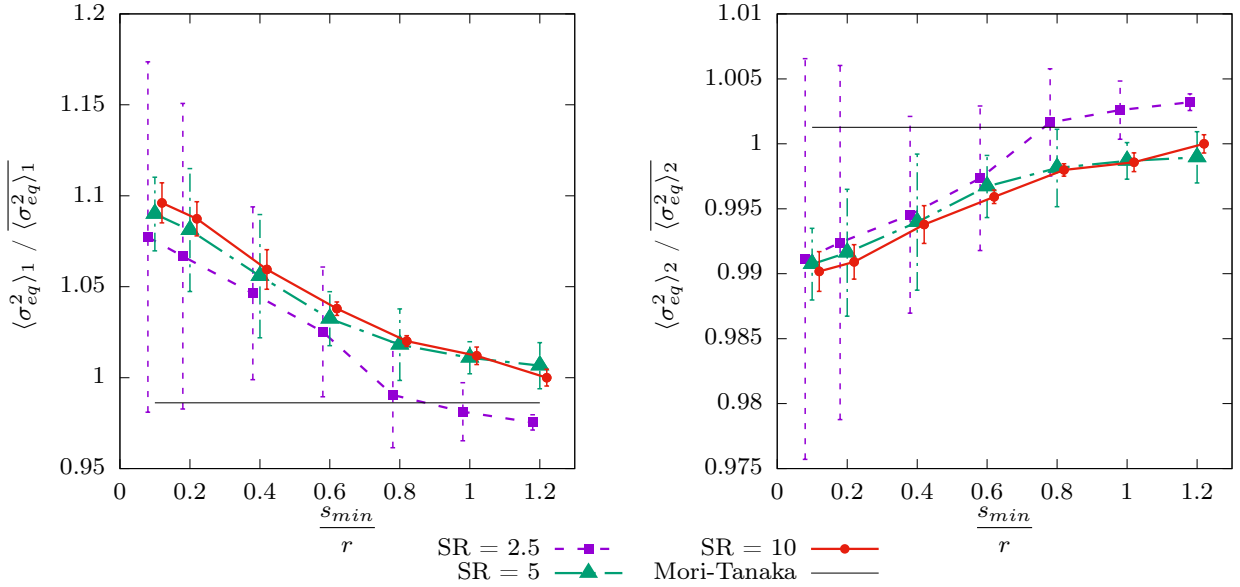 1.2
1.15
1.1
1.05
1
0.95
0
0.2
0.4
0.6
0.8
1
1.2
⟨σ²eq⟩1 / ⟨σ²eq⟩1
smin
r
1.01
1.005
1
0.995
0.99
0.985
0.98
0.975
0
0.2
0.4
0.6
0.8
1
1.2
⟨σ²eq⟩2 / ⟨σ²eq⟩2
smin
r
SR = 2.5
SR = 5
SR = 10
Mori-Tanaka